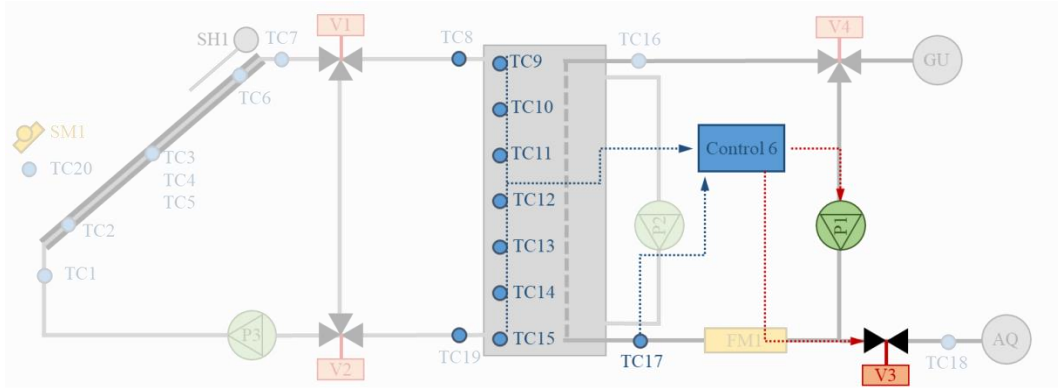 V1
V4
SH1
TC7
TC8
TC16
TC9
GU
TC6
TC10
SM1
TC3
TC11
Control 6
TC20
TC4
TC5
TC12
TC2
P2
P1
TC13
TC1
TC14
P3
TC19
TC15
TC17
FM1
TC18
AQ
V2
V3